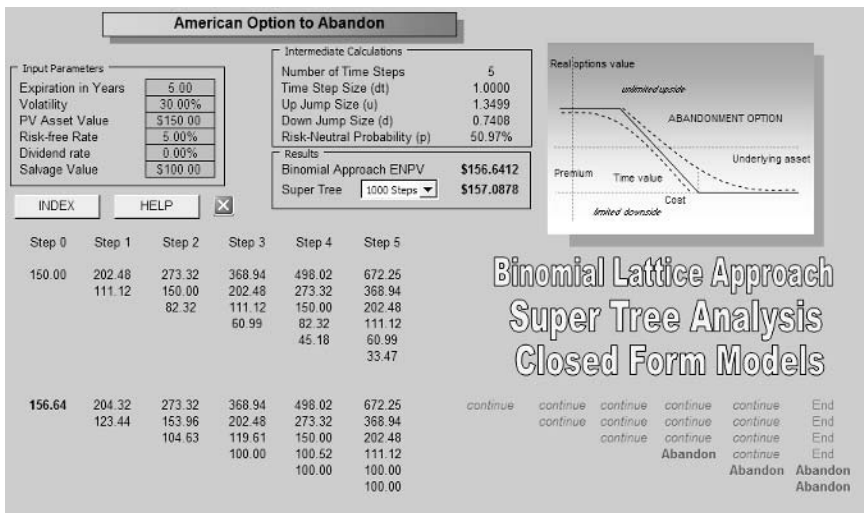 American Option to Abandon
Input Parameters
Expiration in Years 5.00
Volatility 30.00%
PV Asset Value $150.00
Risk-free Rate 5.00%
Dividend rate 0.00%
Salvage Value $100.00
Intermediate Calculations
Number of Time Steps 5
Time Step Size (dt) 1.0000
Up Jump Size (u) 1.3499
Down Jump Size (d) 0.7408
Risk-Neutral Probability (p) 50.97%
Results
Binomial Approach ENPV $156.6412
Super Tree 1000 Steps $157.0878
Real options value
unlimited upside
ABANDONMENT OPTION
Underlying asset
Premium
Time value
Cost
limited downside
INDEX HELP X
Step 0 Step 1 Step 2 Step 3 Step 4 Step 5
150.00 202.48 273.32 368.94 498.02 672.25
111.12 150.00 202.48 273.32 368.94
82.32 111.12 150.00 202.48
60.99 82.32 111.12
45.18 60.99
33.47
Binomial Lattice Approach
Super Tree Analysis
Closed Form Models
156.64 204.32 273.32 368.94 498.02 672.25
123.44 153.96 202.48 273.32 368.94
104.63 119.61 150.00 202.48
100.00 100.52 111.12
100.00 100.00
100.00
continue continue continue continue continue End
continue continue continue continue End
continue continue continue End
Abandon continue End
Abandon Abandon
Abandon